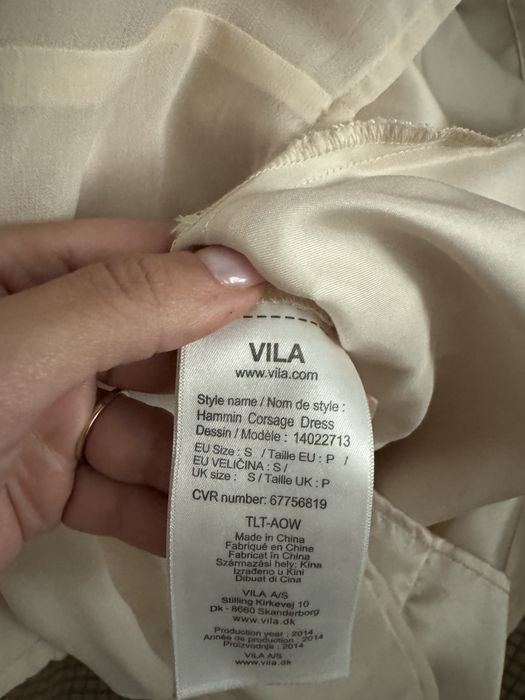 VILA
www.vila.com
Style name / Nom de style :
Hammin Corsage Dress
Dessin / Modèle : 14022713
EU Size : S / Taille EU : P /
EU VELIČINA : S /
UK size : S / Taille UK : P
CVR number: 67756819
TLT-AOW
Made in China
Fabriqué en Chine
Fabricat în China
Származási hely: Kína
Izrađeno u Kini
Dibuat di Cina
VILA A/S
Stilling Kirkevej 10
Dk - 8660 Skanderborg
www.vila.dk
Production year : 2014
Année de production : 2014
Proizvodnja : 2014
VILA A/S
www.vila.dk